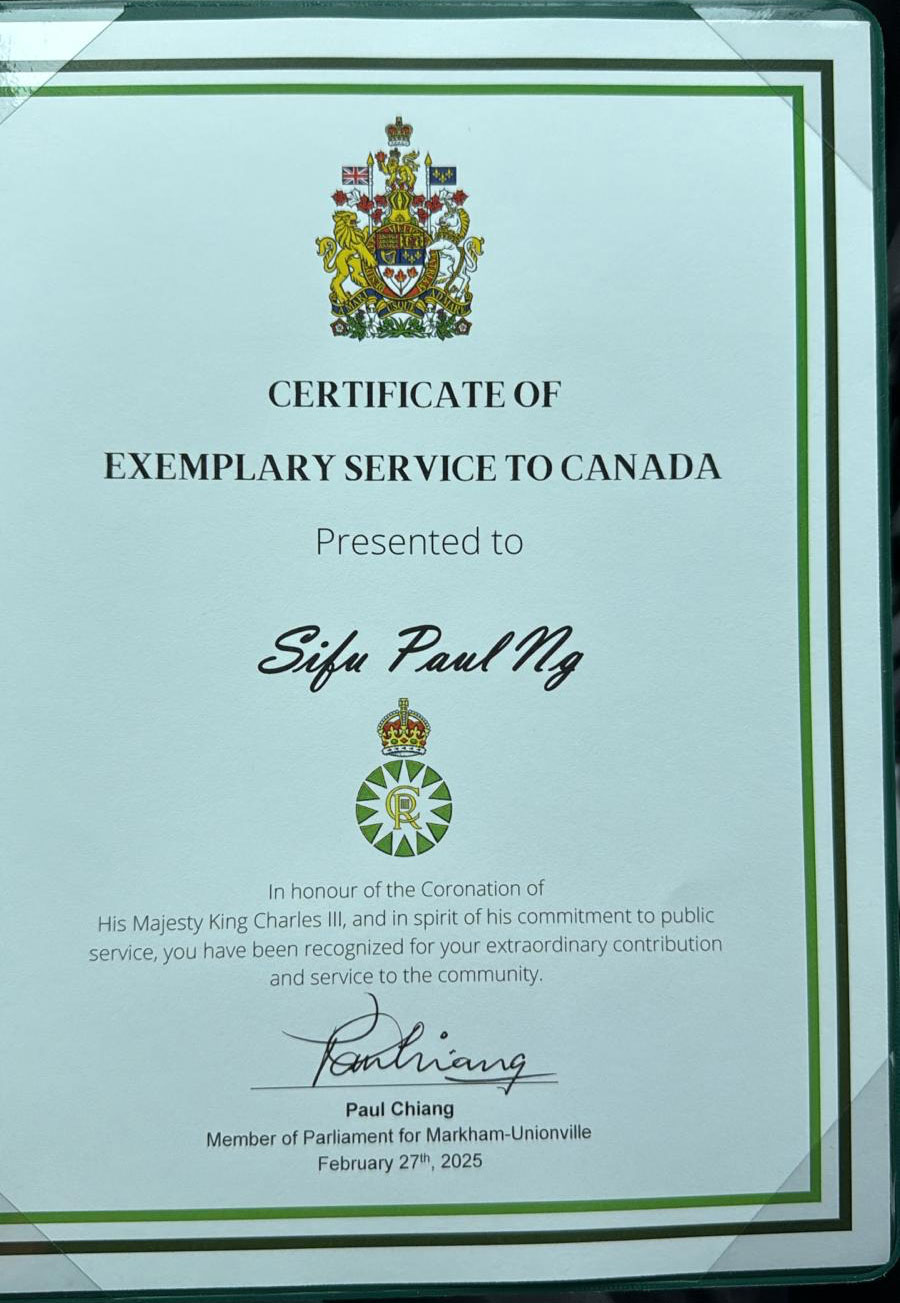 CERTIFICATE OF
EXEMPLARY SERVICE TO CANADA
Presented to
Sifu Paul Ng
In honour of the Coronation of
His Majesty King Charles III, and in spirit of his commitment to public
service, you have been recognized for your extraordinary contribution
and service to the community.
Paul Chiang
Paul Chiang
Member of Parliament for Markham-Unionville
February 27th, 2025